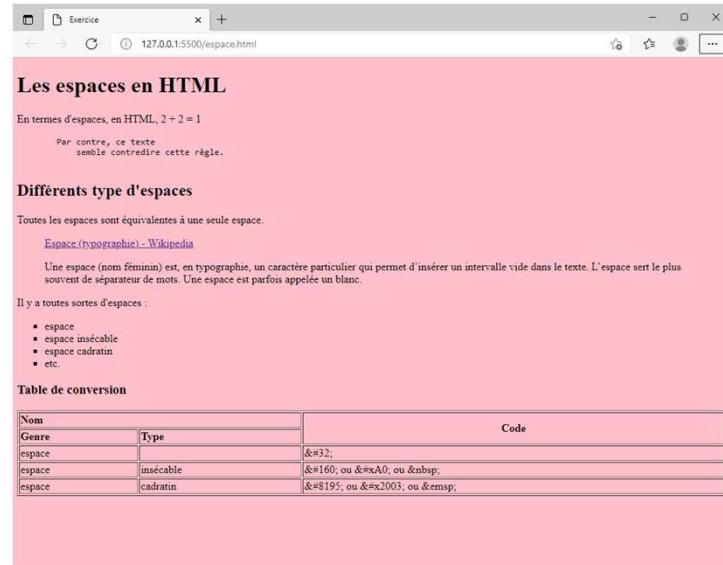 Exercice
127.0.0.1:5500/espace.html
Les espaces en HTML
En termes d'espaces, en HTML, 2 + 2 = 1
Par contre, ce texte
semble contredire cette règle.
Différents type d'espaces
Toutes les espaces sont équivalentes à une seule espace.
Espace (typographie) - Wikipedia
Une espace (nom féminin) est, en typographie, un caractère particulier qui permet d’insérer un intervalle vide dans le texte. L’espace sert le plus
souvent de séparateur de mots. Une espace est parfois appelée un blanc.
Il y a toutes sortes d'espaces :
espace
espace insécable
espace cadratin
etc.
Table de conversion
Nom Code
Genre Type
espace &#32;
espace insécable &#160; ou &#xA0; ou &nbsp;
espace cadratin &#8195; ou &#x2003; ou &emsp;